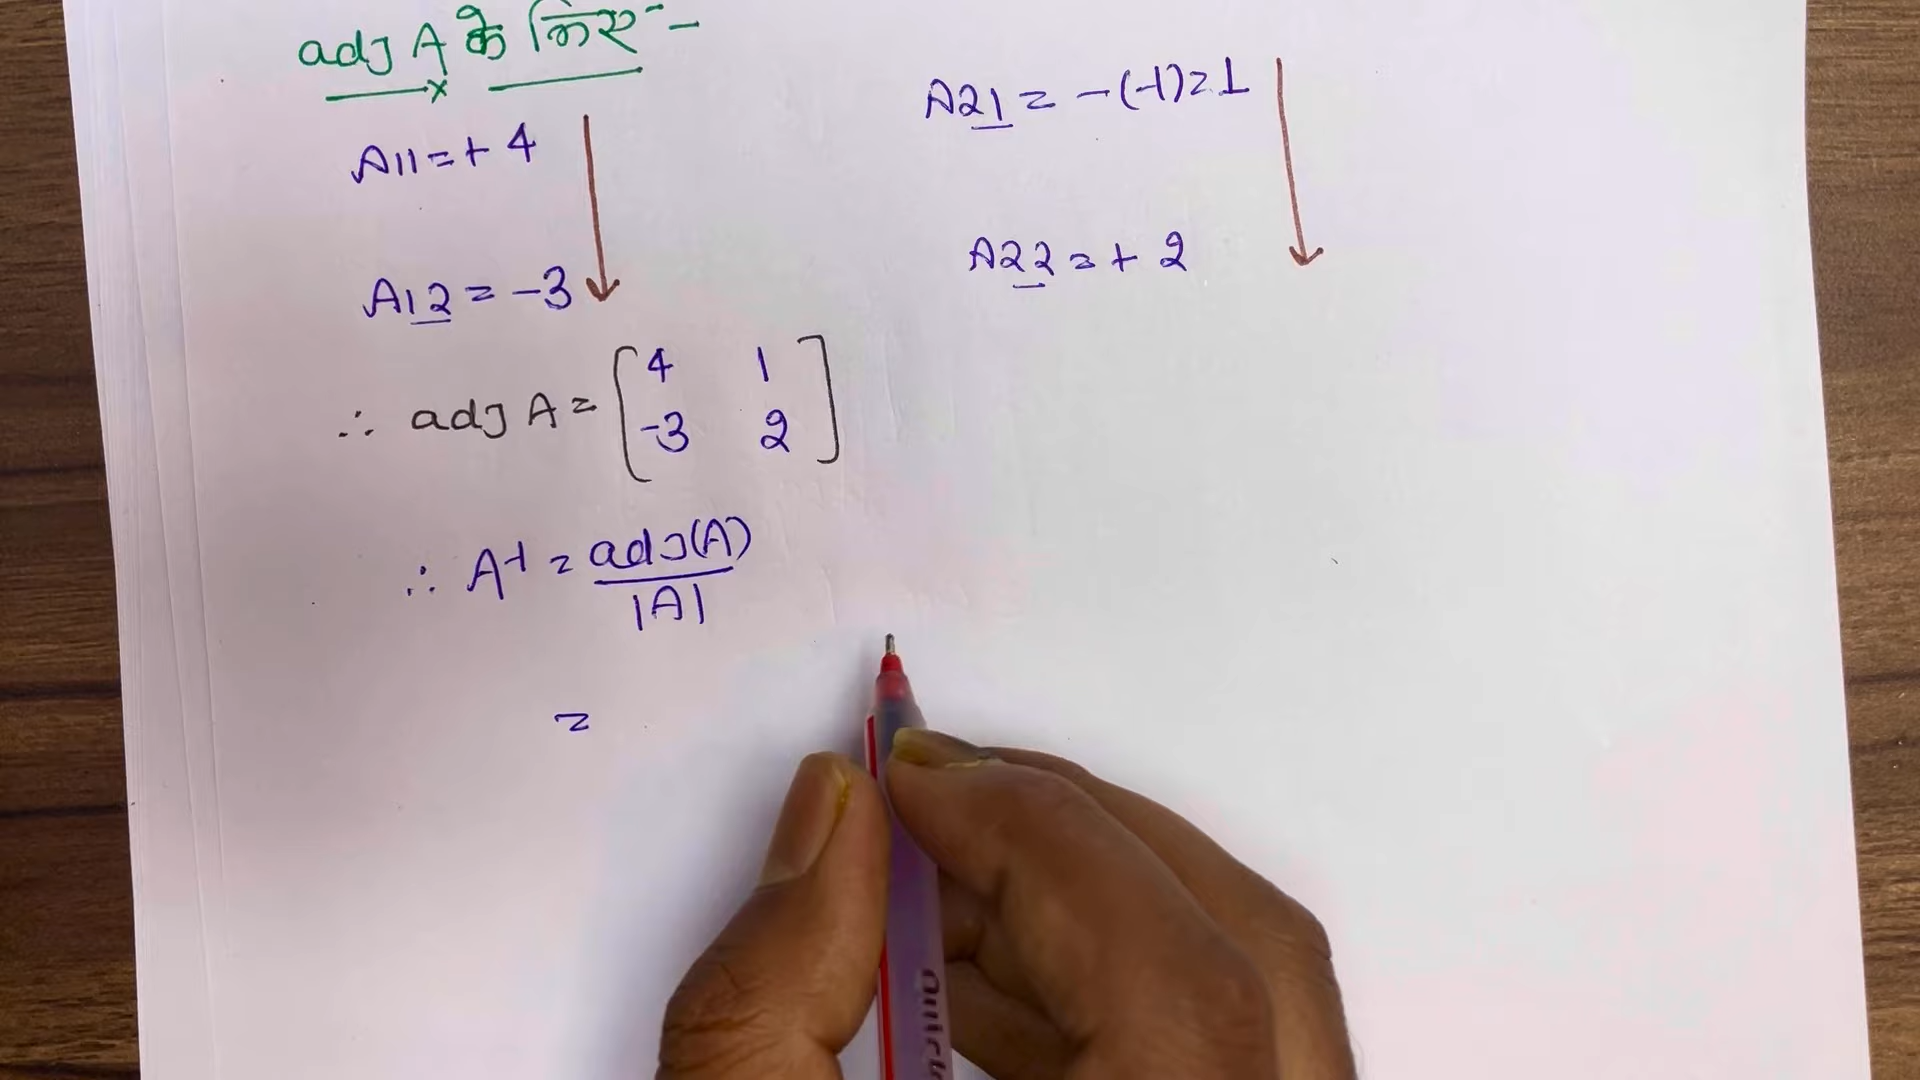 adj A के लिए -
A11 = + 4
A12 = -3
A21 = -(-1) = 1
A22 = + 2
∴ adj A = [4 1
-3 2]
∴ A-1 = adj(A)
|A|
=